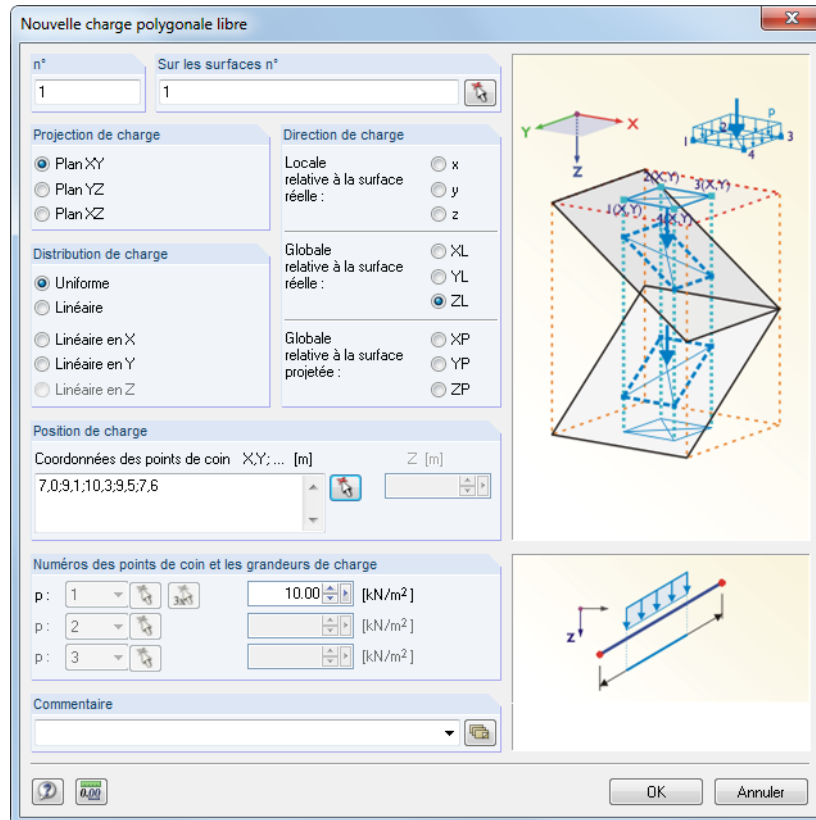 Nouvelle charge polygonale libre
n°
Sur les surfaces n°
1
1
Projection de charge
Plan XY
Plan YZ
Plan XZ
Direction de charge
Locale
relative à la surface
réelle :
x
y
z
Globale
relative à la surface
réelle :
XL
YL
ZL
Globale
relative à la surface
projetée :
XP
YP
ZP
Distribution de charge
Uniforme
Linéaire
Linéaire en X
Linéaire en Y
Linéaire en Z
Position de charge
Coordonnées des points de coin X,Y; ... [m]
Z [m]
7,0;9,1;10,3;9,5;7,6
Numéros des points de coin et les grandeurs de charge
p : 1 3x 10.00 [kN/m²]
p : 2 [kN/m²]
p : 3 [kN/m²]
Commentaire
0.00
OK
Annuler
Y
X
Z
p
1
2
3
4
1(X,Y)
2(X,Y)
3(X,Y)
4(X,Y)
Z